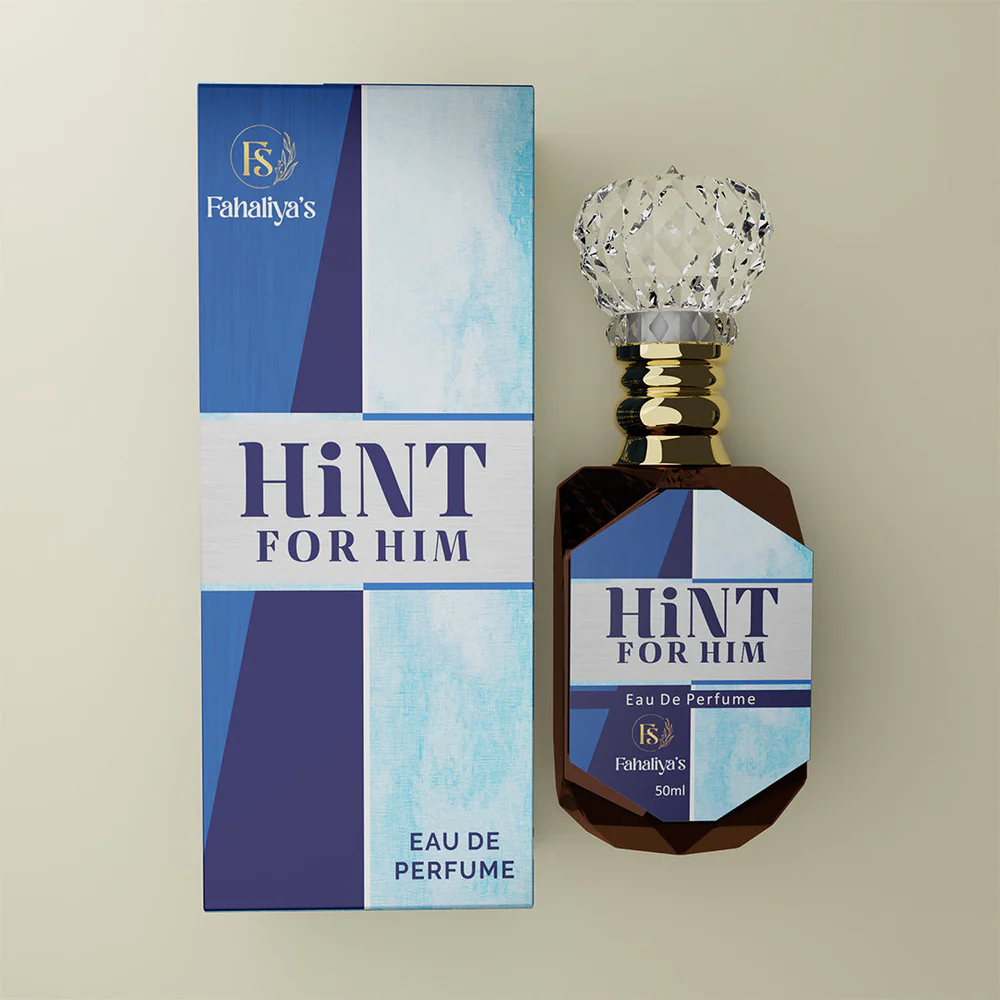 FS
Fahaliya's
HiNT
FOR HIM
EAU DE
PERFUME
HiNT
FOR HIM
Eau De Perfume
FS
Fahaliya's
50ml